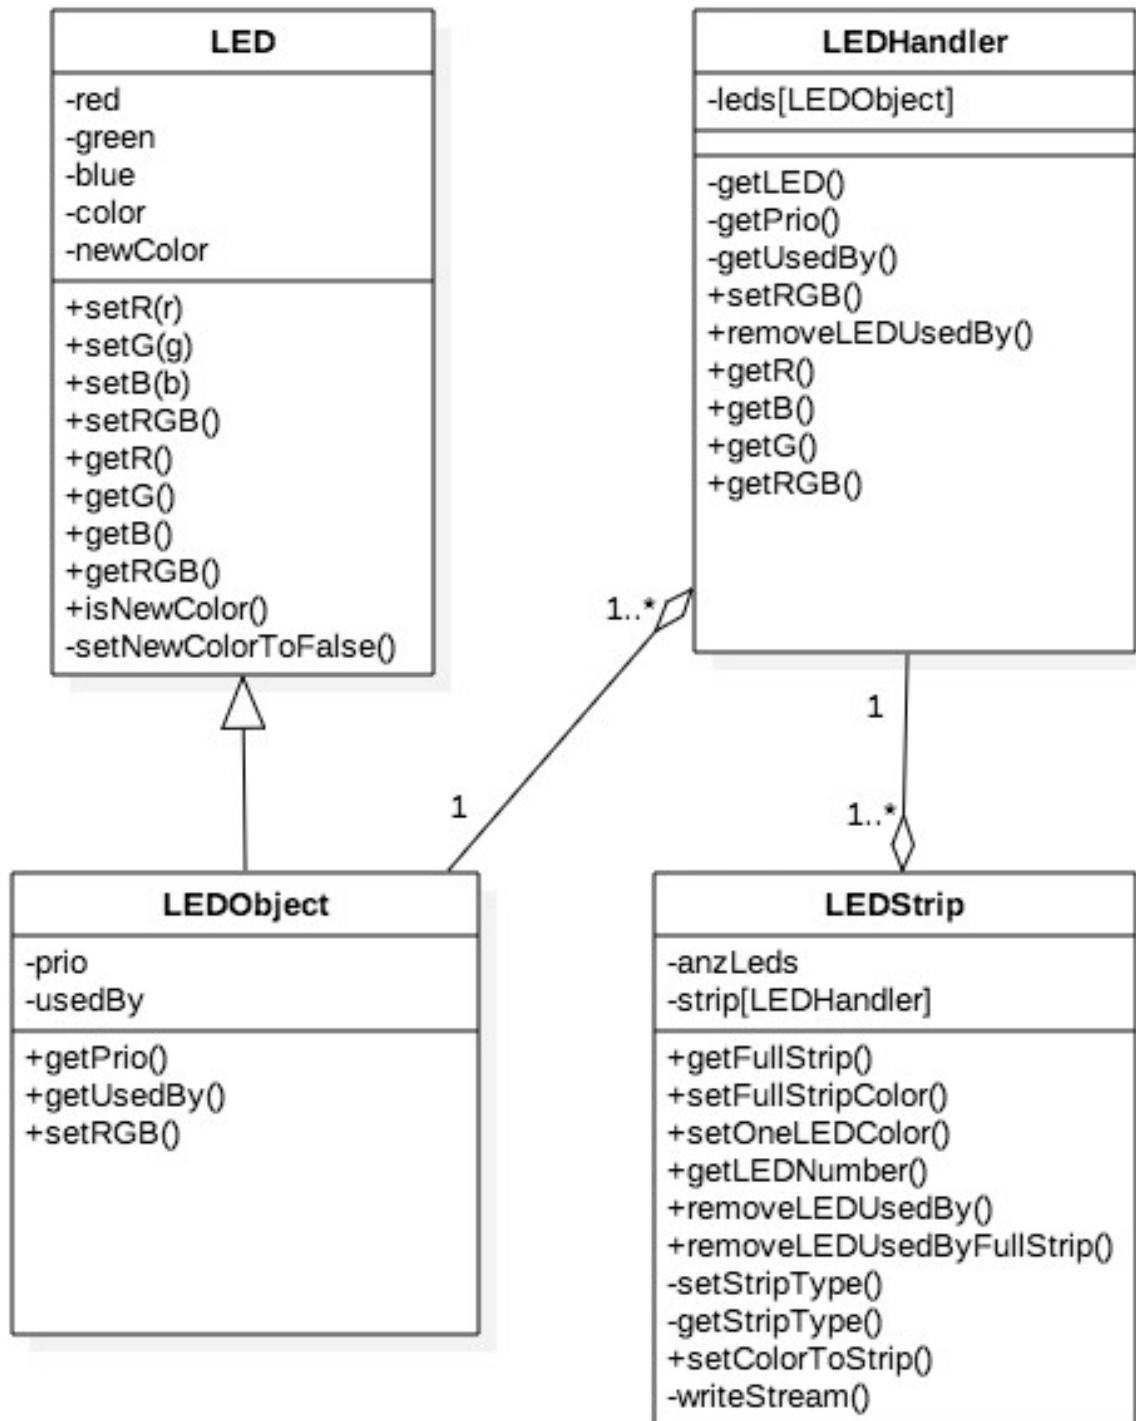 LED
-red
-green
-blue
-color
-newColor
+setR(r)
+setG(g)
+setB(b)
+setRGB()
+getR()
+getG()
+getB()
+getRGB()
+isNewColor()
-setNewColorToFalse()
LEDHandler
-leds[LEDObject]
-getLED()
-getPrio()
-getUsedBy()
+setRGB()
+removeLEDUsedBy()
+getR()
+getB()
+getG()
+getRGB()
1..*
1
1
1..*
LEDObject
-prio
-usedBy
+getPrio()
+getUsedBy()
+setRGB()
LEDStrip
-anzLeds
-strip[LEDHandler]
+getFullStrip()
+setFullStripColor()
+setOneLEDColor()
+getLEDNumber()
+removeLEDUsedBy()
+removeLEDUsedByFullStrip()
-setStripType()
-getStripType()
+setColorToStrip()
-writeStream()